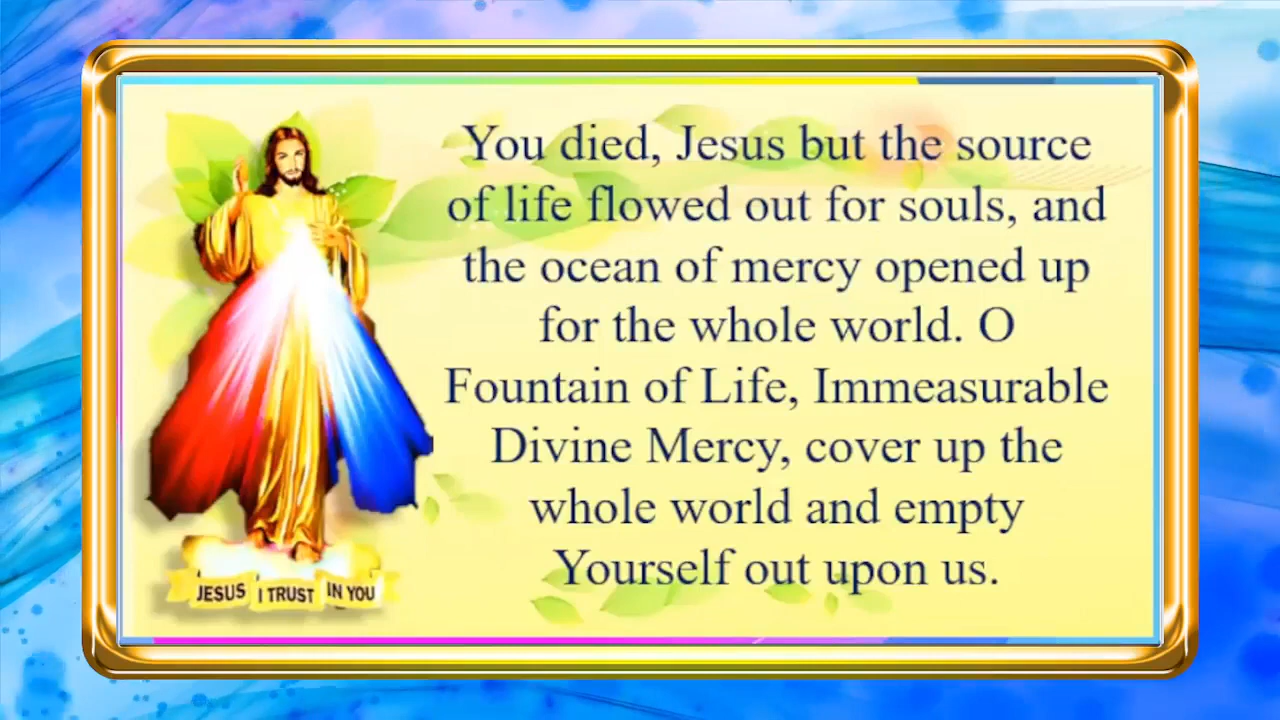 You died, Jesus but the source
of life flowed out for souls, and
the ocean of mercy opened up
for the whole world. O
Fountain of Life, Immeasurable
Divine Mercy, cover up the
whole world and empty
Yourself out upon us.
JESUS I TRUST IN YOU